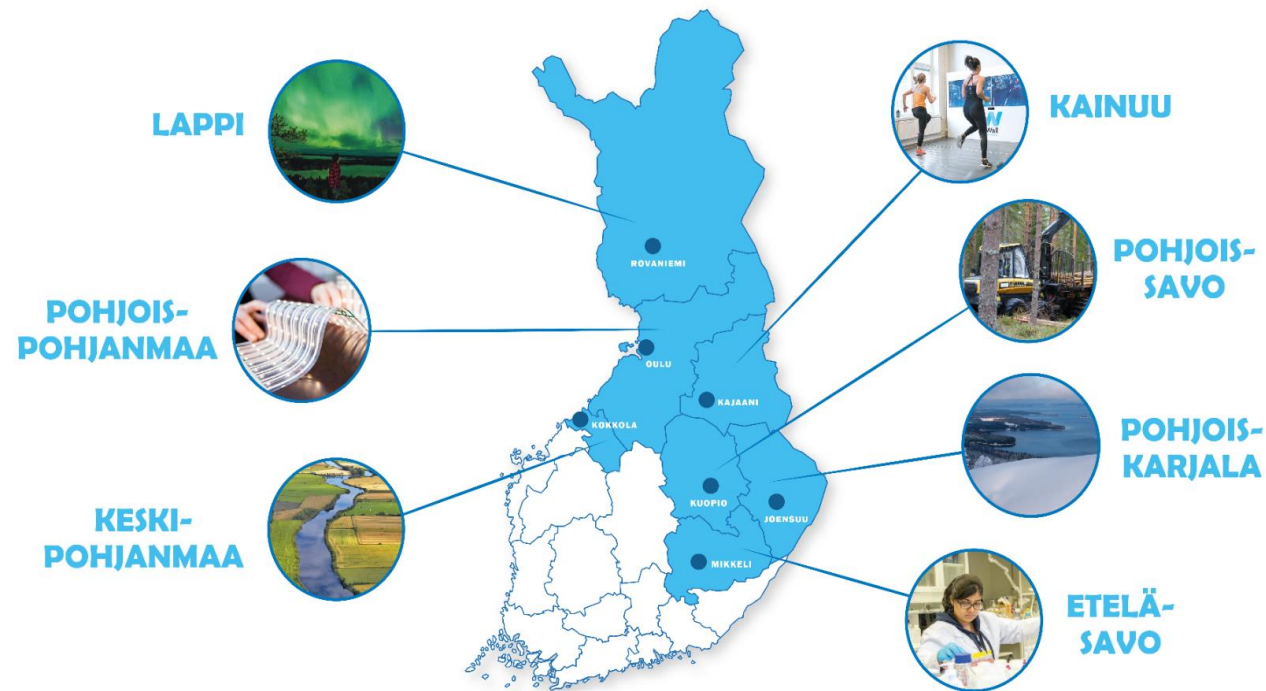 LAPPI
POHJOIS-
POHJANMAA
KESKI-
POHJANMAA
ROVANIEMI
OULU
KAJAANI
KOKKOLA
KUOPIO
JOENSUU
MIKKELI
KAINUU
POHJOIS-
SAVO
POHJOIS-
KARJALA
ETELÄ-
SAVO